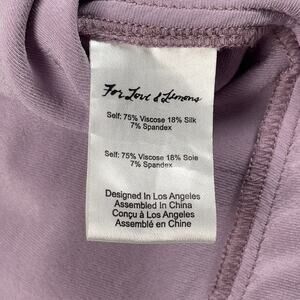 For Love & Lemons
Self: 75% Viscose 18% Silk
7% Spandex
Self: 75% Viscose 18% Soie
7% Spandex
Designed In Los Angeles
Assembled In China
Conçu à Los Angeles
Assemblé en Chine